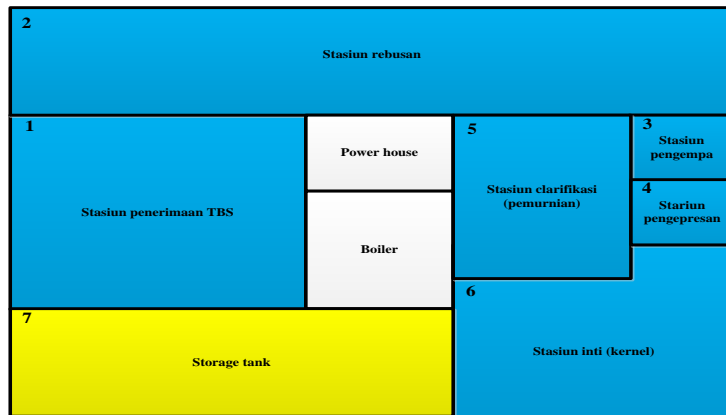 2
Stasiun rebusan
1
Stasiun penerimaan TBS
Power house
Boiler
5
Stasiun clarifikasi
(pemurnian)
3
Stasiun
pengempa
4
Stariun
pengepresan
6
Stasiun inti (kernel)
7
Storage tank